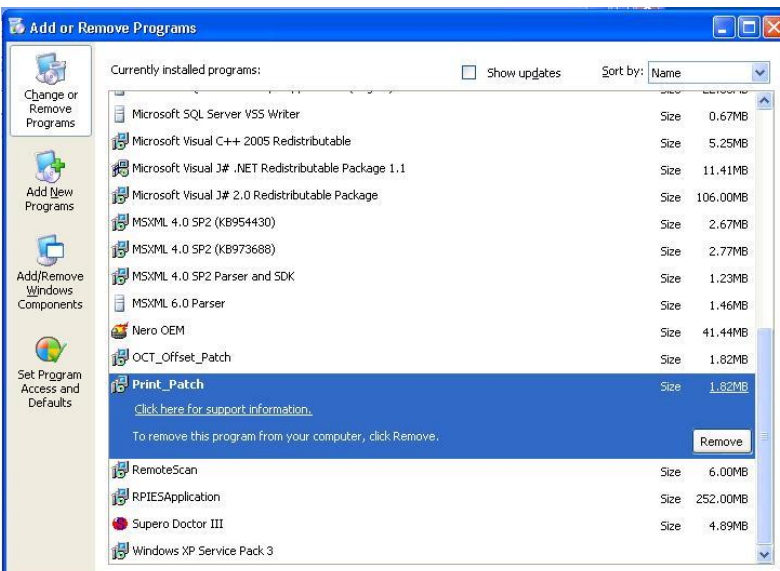 Add or Remove Programs
Change or
Remove
Programs
Add New
Programs
Add/Remove
Windows
Components
Set Program
Access and
Defaults
Currently installed programs:
Show updates
Sort by: Name
Microsoft SQL Server VSS Writer Size 0.67MB
Microsoft Visual C++ 2005 Redistributable Size 5.25MB
Microsoft Visual J# .NET Redistributable Package 1.1 Size 11.41MB
Microsoft Visual J# 2.0 Redistributable Package Size 106.00MB
MSXML 4.0 SP2 (KB954430) Size 2.67MB
MSXML 4.0 SP2 (KB973688) Size 2.77MB
MSXML 4.0 SP2 Parser and SDK Size 1.23MB
MSXML 6.0 Parser Size 1.46MB
Nero OEM Size 41.44MB
OCT_Offset_Patch Size 1.82MB
Print_Patch Size 1.82MB
Click here for support information.
To remove this program from your computer, click Remove.
Remove
RemoteScan Size 6.00MB
RPIESApplication Size 252.00MB
Supero Doctor III Size 4.89MB
Windows XP Service Pack 3